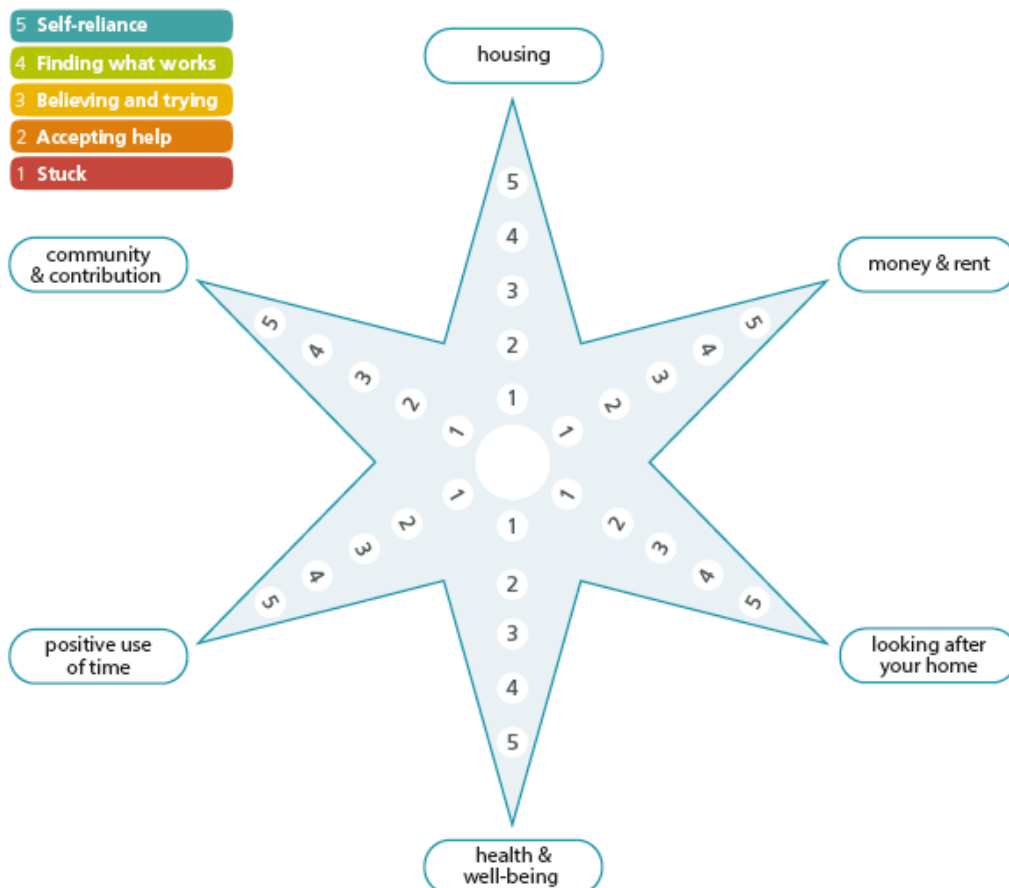 5 Self-reliance
4 Finding what works
3 Believing and trying
2 Accepting help
1 Stuck
housing
5
4
3
2
1
money & rent
5
4
3
2
1
looking after
your home
1
2
3
4
5
health &
well-being
1
2
3
4
5
positive use
of time
1
2
3
4
5
community
& contribution
5
4
3
2
1